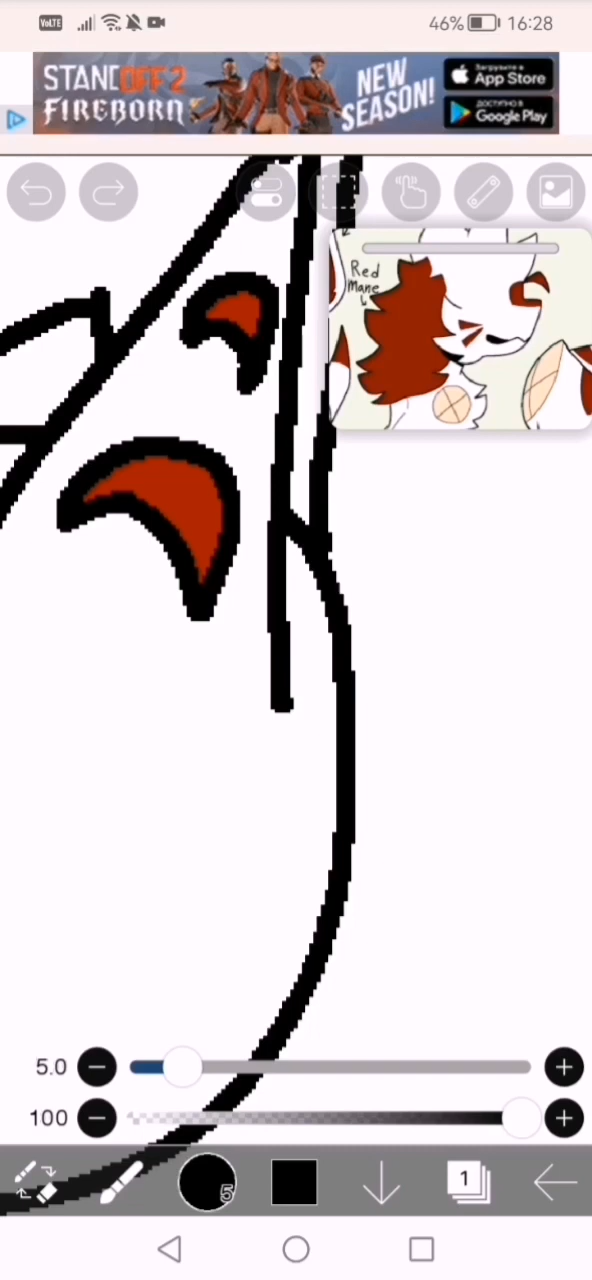 VoLTE
46% 16:28
STANDOFF 2
FIREBORN
NEW
SEASON!
Загрузите в
App Store
ДОСТУПНО В
Google Play
Red
Mane
5.0
100
5
1